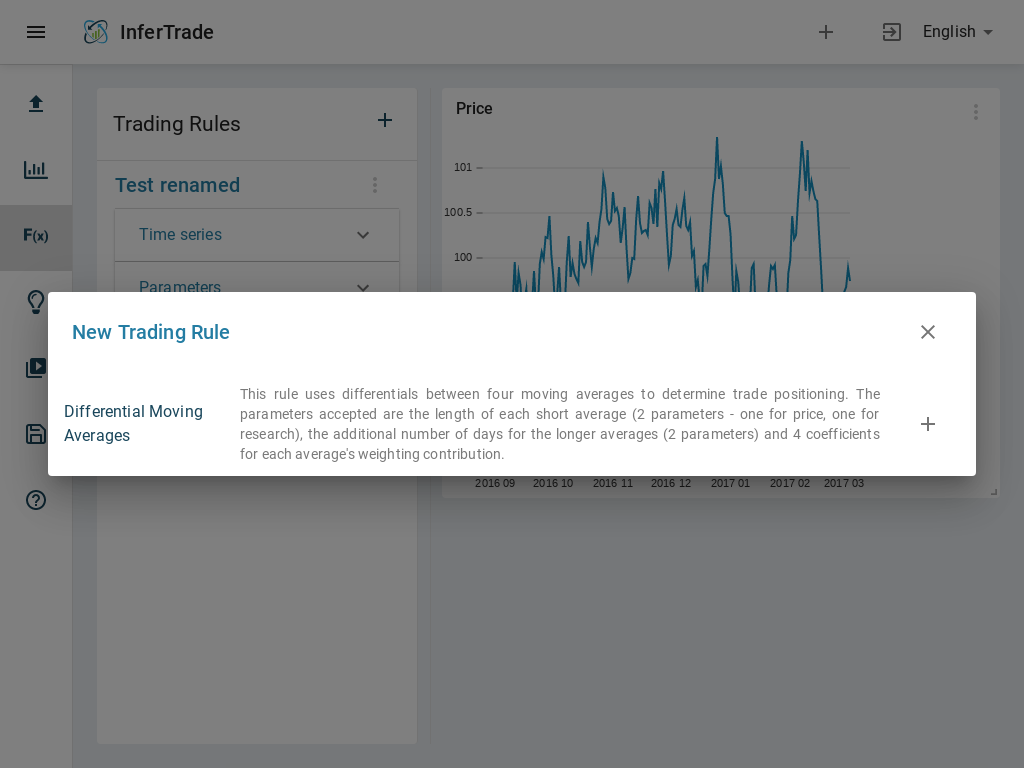 InferTrade
English
Trading Rules
Price
Test renamed
Time series
Parameters
F(x)
101
100.5
100
New Trading Rule
Differential Moving
Averages
This rule uses differentials between four moving averages to determine trade positioning. The
parameters accepted are the length of each short average (2 parameters - one for price, one for
research), the additional number of days for the longer averages (2 parameters) and 4 coefficients
for each average's weighting contribution.
2016 09 2016 10 2016 11 2016 12 2017 01 2017 02 2017 03